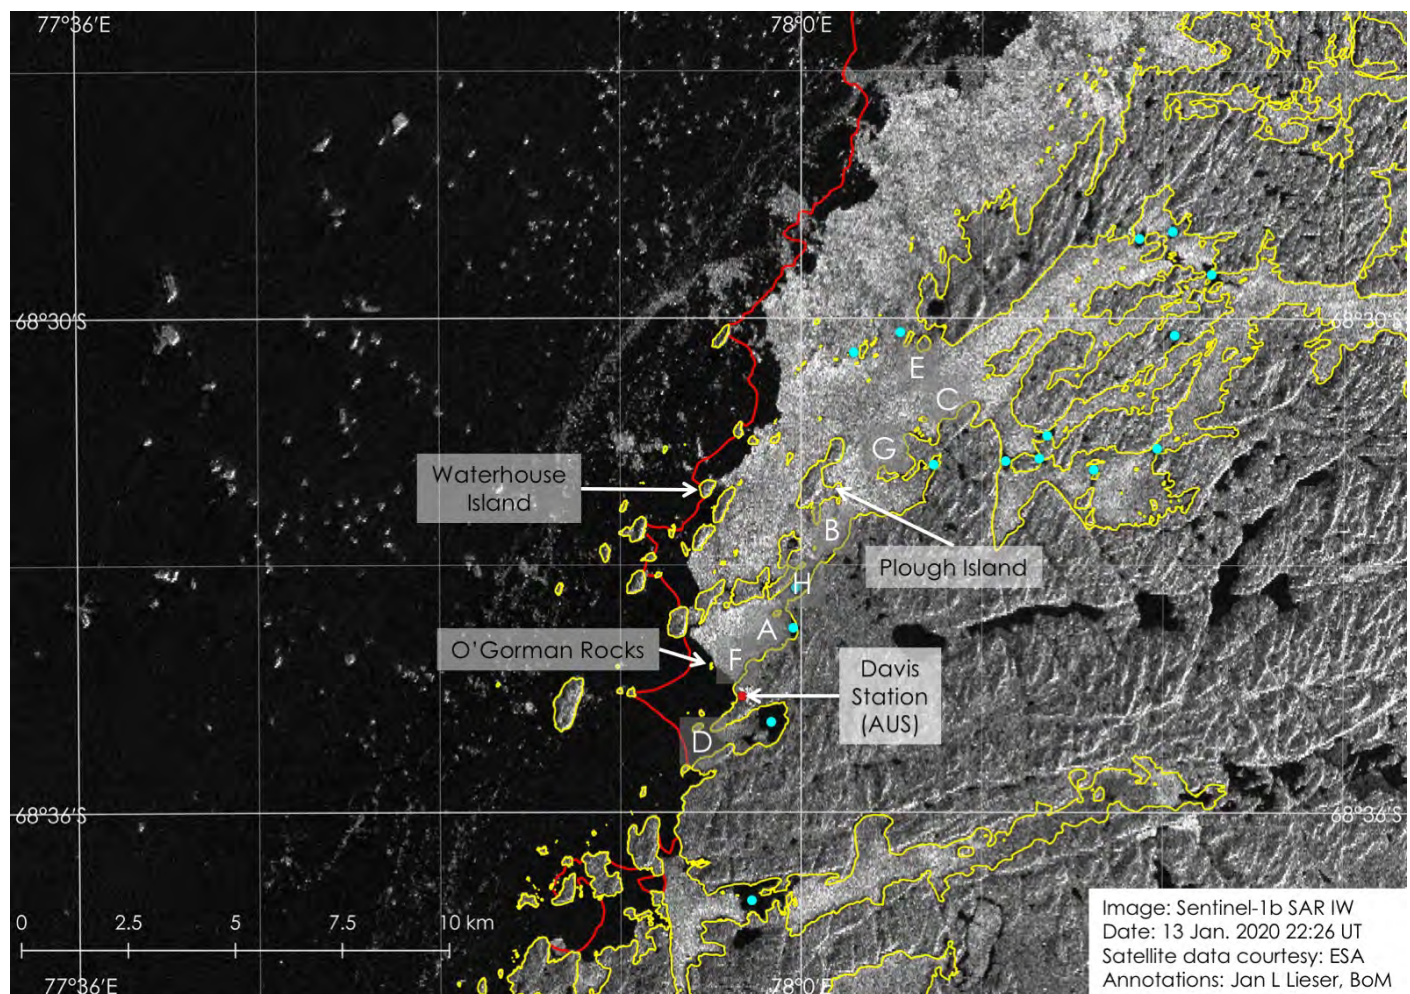 77°36'E
78°0'E
68°30'S
68°30'S
E
C
G
Waterhouse
Island
B
Plough Island
H
A
O'Gorman Rocks
F
Davis
Station
(AUS)
D
68°36'S
68°36'S
0 2.5 5 7.5 10 km
Image: Sentinel-1b SAR IW
Date: 13 Jan. 2020 22:26 UT
Satellite data courtesy: ESA
Annotations: Jan L Lieser, BoM
77°36'E
78°0'E